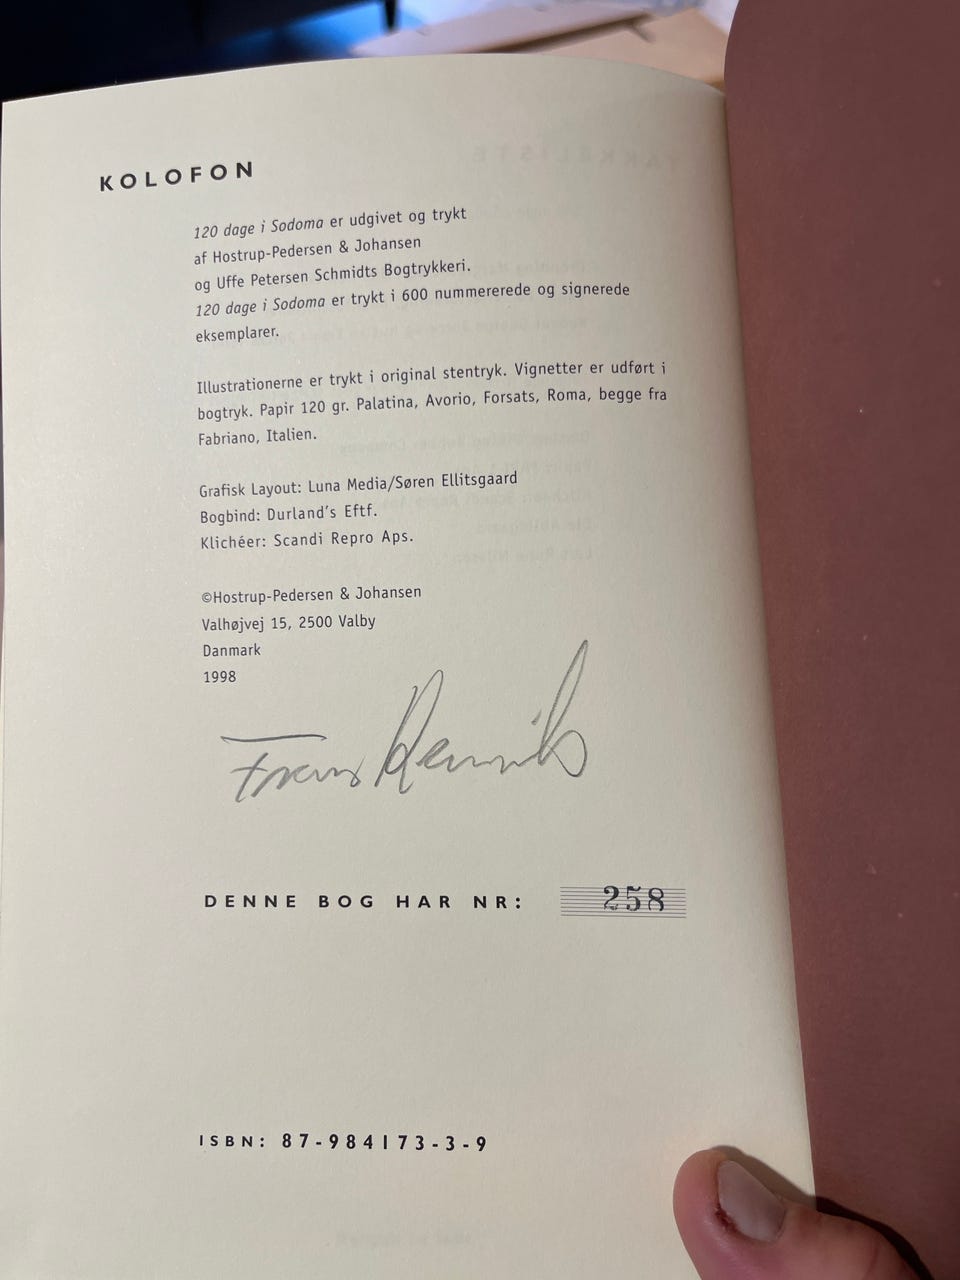 KOLOFON
120 dage i Sodoma er udgivet og trykt
af Hostrup-Pedersen & Johansen
og Uffe Petersen Schmidts Bogtrykkeri.
120 dage i Sodoma er trykt i 600 nummererede og signerede
eksemplarer.
Illustrationerne er trykt i original stentryk. Vignetter er udført i
bogtryk. Papir 120 gr. Palatina, Avorio, Forsats, Roma, begge fra
Fabriano, Italien.
Grafisk Layout: Luna Media/Søren Ellitsgaard
Bogbind: Durland's Eftf.
Klichéer: Scandi Repro Aps.
©Hostrup-Pedersen & Johansen
Valhøjvej 15, 2500 Valby
Danmark
1998
DENNE BOG HAR NR: 258
ISBN: 87-984173-3-9